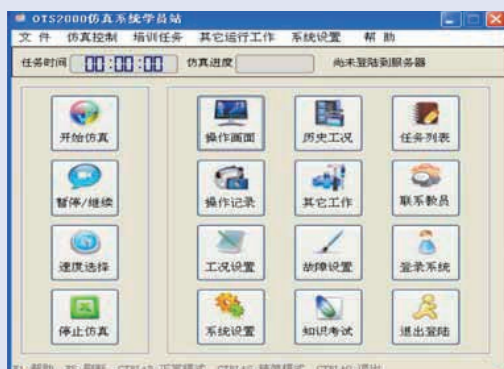 OTS2000仿真系统学员站
文件 仿真控制 培训任务 其它运行工作 系统设置 帮助
任务时间 00:00:00 仿真进度 尚未登陆到服务器
开始仿真 操作画面 历史工况 任务列表
暂停/继续 操作记录 其它工作 联系教员
速度选择 工况设置 故障设置 登录系统
停止仿真 系统设置 知识考试 退出登陆